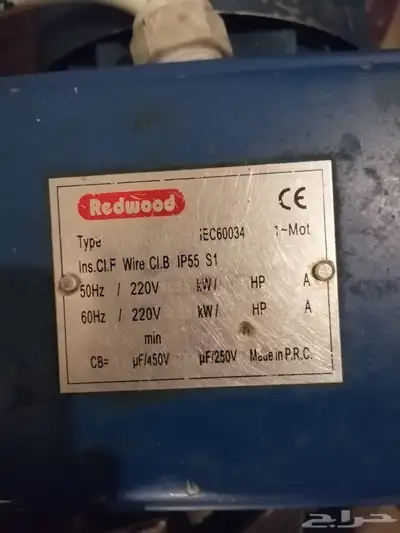 Redwood
CE
Type IEC60034 1~Mot
Ins.Cl.F Wire Cl.B IP55 S1
50Hz / 220V kW/ HP A
60Hz / 220V kW/ HP A
min
CB= µF/450V µF/250V Made in P.R.C.
حراج